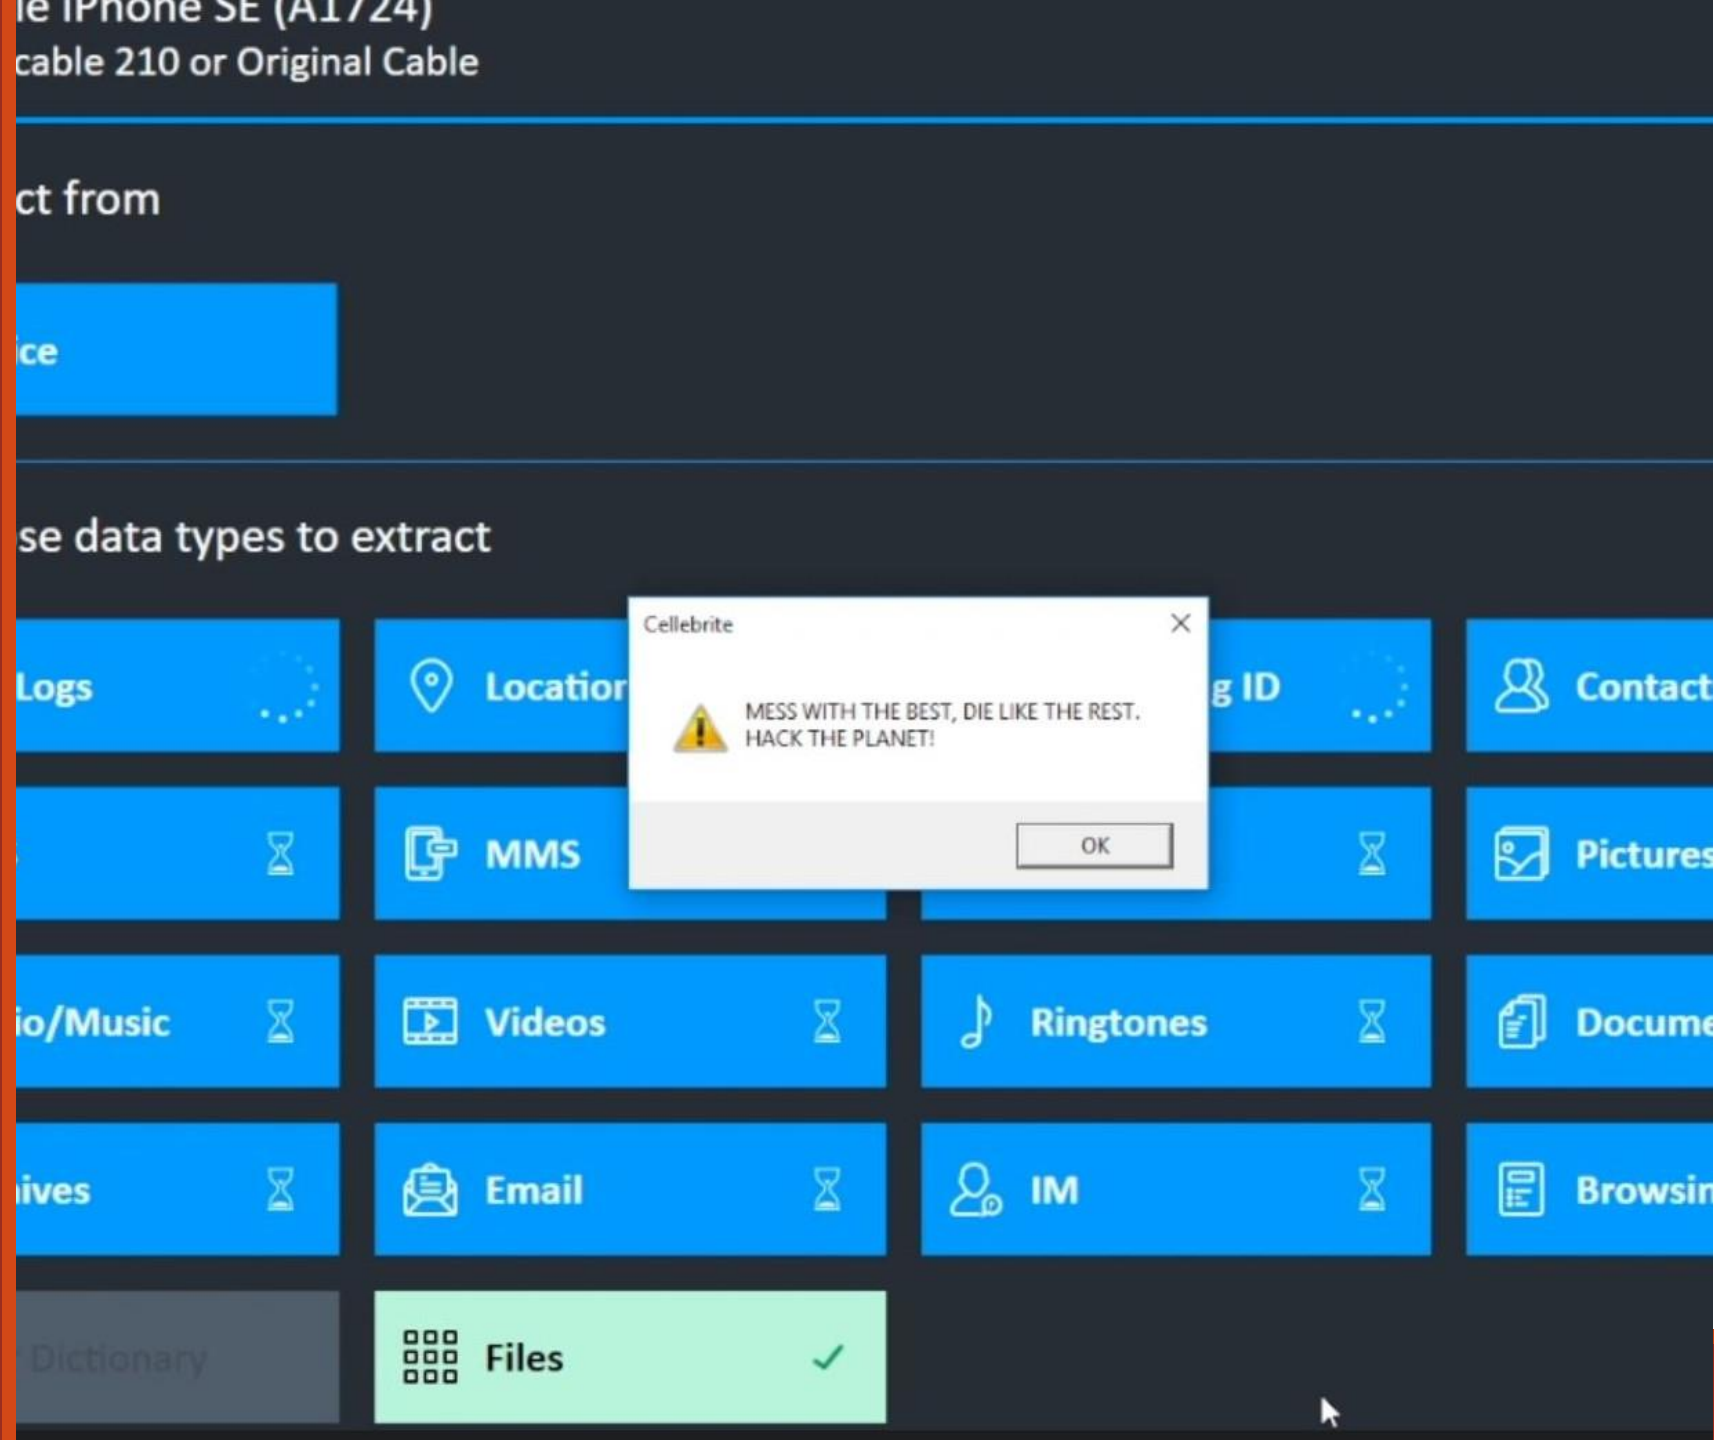 le iPhone SE (A1724)
cable 210 or Original Cable
ct from
ice
se data types to extract
Cellebrite
MESS WITH THE BEST, DIE LIKE THE REST.
HACK THE PLANET!
OK
Logs
Location
g ID
Contact
MMS
Pictures
io/Music
Videos
Ringtones
Docume
ives
Email
IM
Browsin
Dictionary
Files